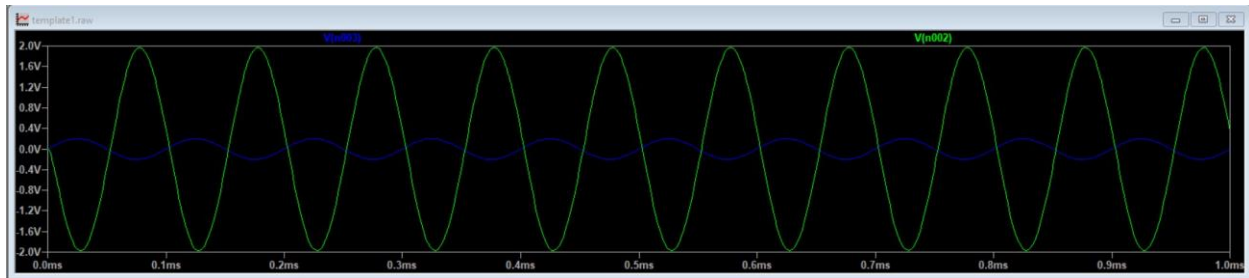 template1.raw
V(n003) V(n002)
2.0V
1.6V
1.2V
0.8V
0.4V
0.0V
-0.4V
-0.8V
-1.2V
-1.6V
-2.0V
0.0ms 0.1ms 0.2ms 0.3ms 0.4ms 0.5ms 0.6ms 0.7ms 0.8ms 0.9ms 1.0ms